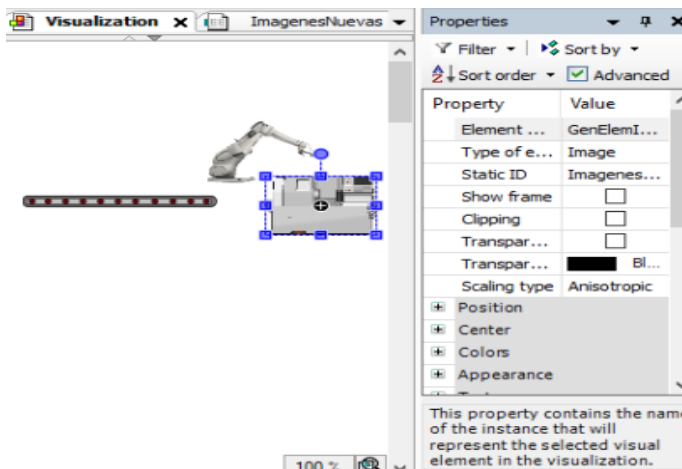 Visualization
ImagenesNuevas
Properties
Filter
Sort by
Sort order
Advanced
Property Value
Element ... GenElemI...
Type of e... Image
Static ID Imagenes...
Show frame
Clipping
Transpar...
Transpar... Bl...
Scaling type Anisotropic
Position
Center
Colors
Appearance
This property contains the name
of the instance that will
represent the selected visual
element in the visualization.
100 %